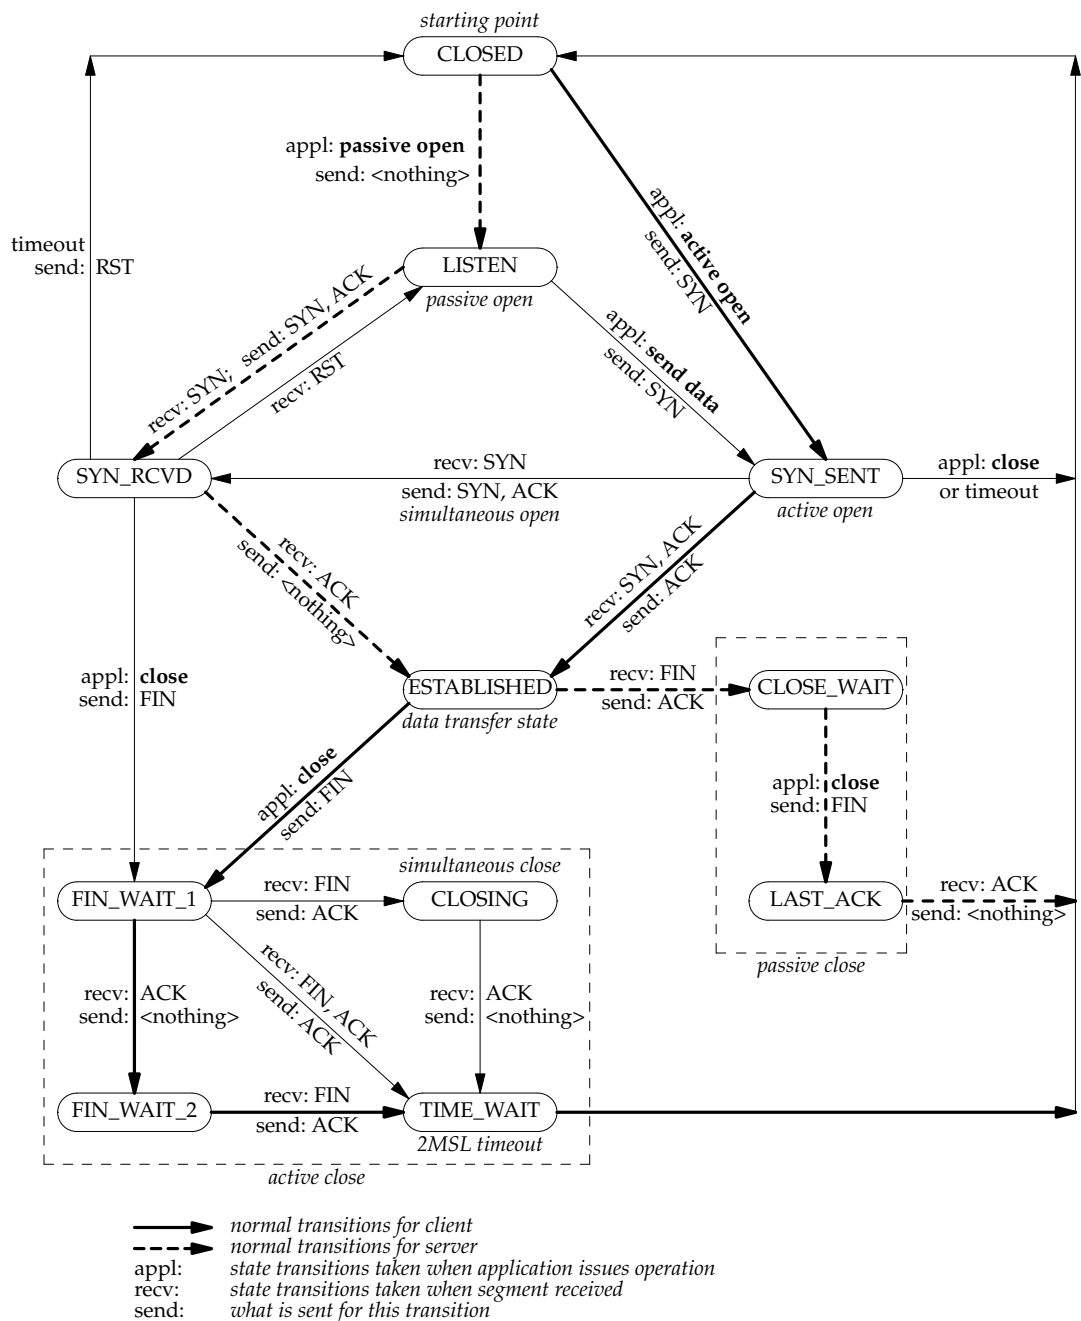 starting point
CLOSED
appl: passive open
send: <nothing>
appl: active open
send: SYN
timeout
send: RST
LISTEN
passive open
recv: SYN; send: SYN, ACK
recv: RST
appl: send data
send: SYN
SYN_RCVD
recv: SYN
send: SYN, ACK
simultaneous open
SYN_SENT
active open
appl: close
or timeout
recv: ACK
send: <nothing>
recv: SYN, ACK
send: ACK
appl: close
send: FIN
ESTABLISHED
data transfer state
recv: FIN
send: ACK
CLOSE_WAIT
appl: close
send: FIN
appl: close
send: FIN
simultaneous close
FIN_WAIT_1
recv: FIN
send: ACK
CLOSING
LAST_ACK
recv: ACK
send: <nothing>
passive close
recv: ACK
send: <nothing>
recv: FIN, ACK
send: ACK
recv: ACK
send: <nothing>
FIN_WAIT_2
recv: FIN
send: ACK
TIME_WAIT
2MSL timeout
active close
normal transitions for client
normal transitions for server
appl: state transitions taken when application issues operation
recv: state transitions taken when segment received
send: what is sent for this transition